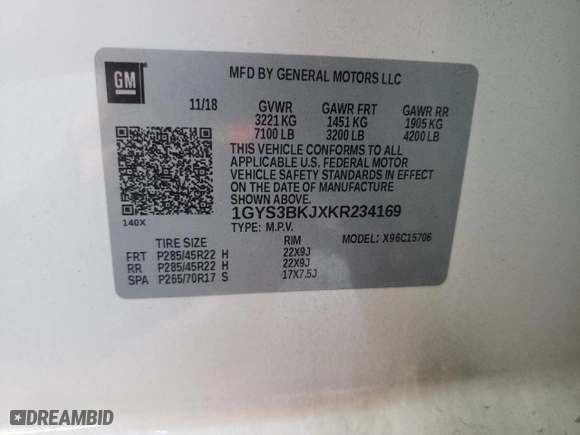 GM
MFD BY GENERAL MOTORS LLC
11/18 GVWR GAWR FRT GAWR RR
3221 KG 1451 KG 1905 KG
7100 LB 3200 LB 4200 LB
THIS VEHICLE CONFORMS TO ALL
APPLICABLE U.S. FEDERAL MOTOR
VEHICLE SAFETY STANDARDS IN EFFECT
ON THE DATE OF MANUFACTURE
SHOWN ABOVE.
140X 1GYS3BKJXKR234169
TYPE: M.P.V.
TIRE SIZE RIM MODEL: X96C15706
FRT P285/45R22 H 22X9J
RR P285/45R22 H 22X9J
SPA P265/70R17 S 17X7.5J
DREAMBID